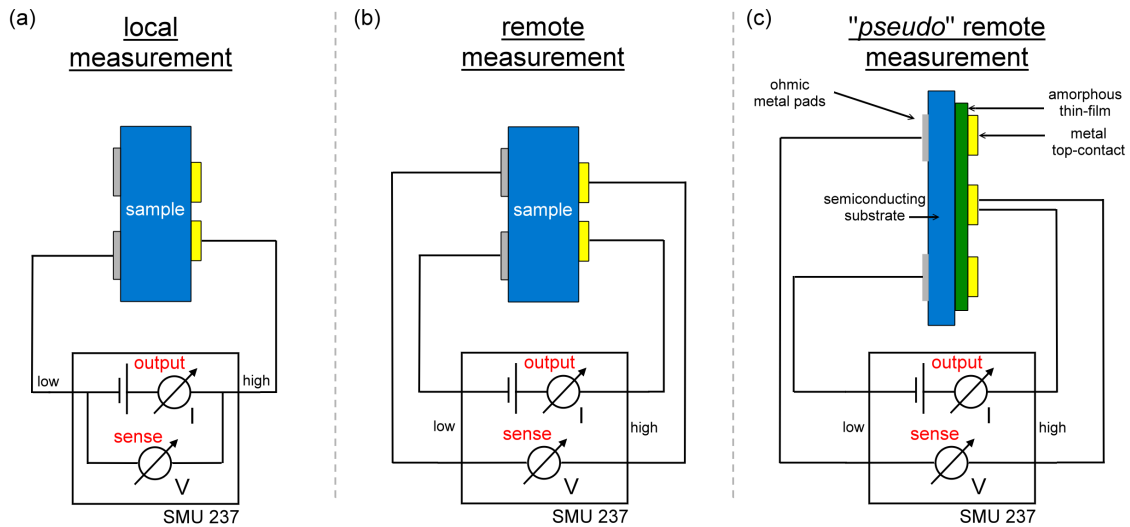 (a)
local
measurement
sample
output
low
high
I
sense
V
SMU 237
(b)
remote
measurement
sample
output
I
low
high
sense
V
SMU 237
(c)
"pseudo" remote
measurement
ohmic
metal pads
amorphous
thin-film
metal
top-contact
semiconducting
substrate
output
I
low
high
sense
V
SMU 237